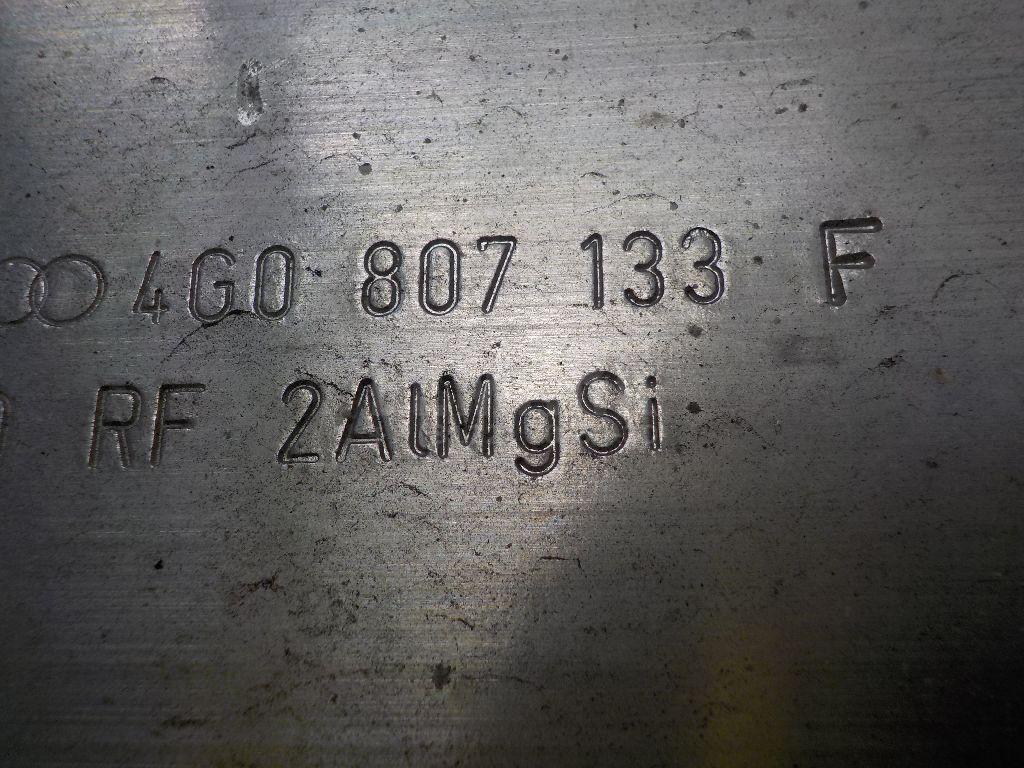 4G0 807 133 F
RF 2AlMgSi